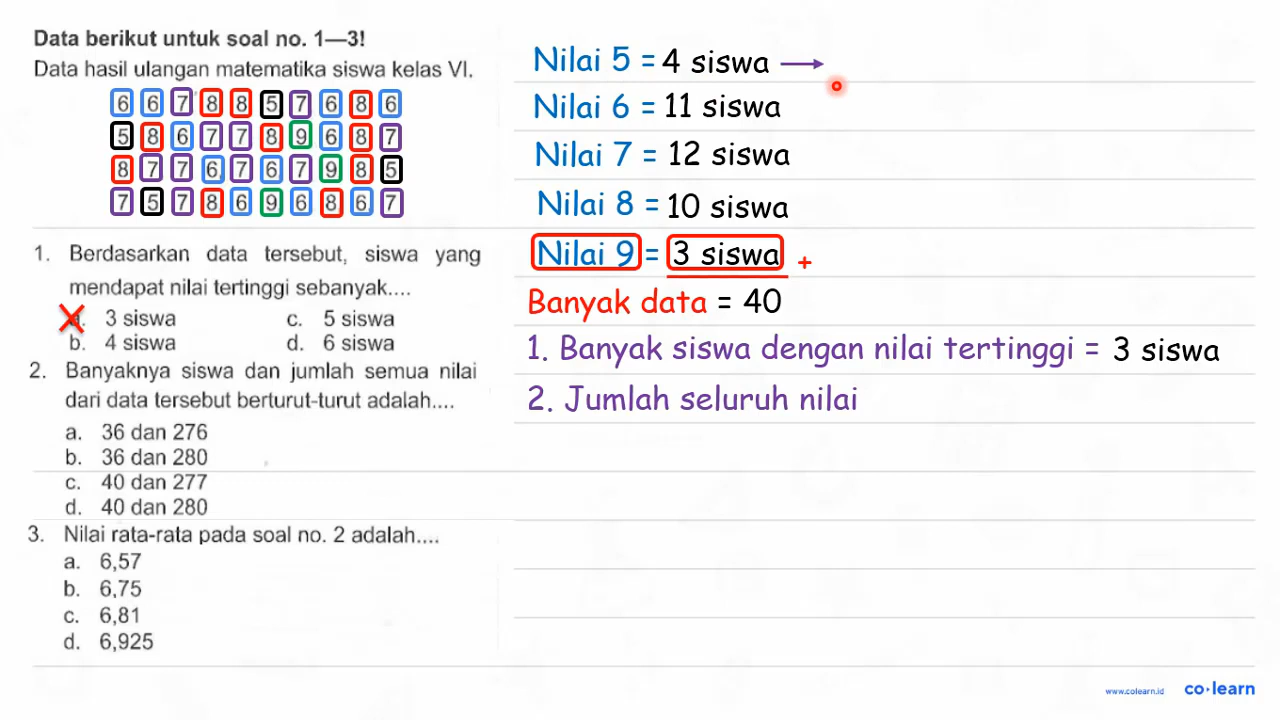 Data berikut untuk soal no. 1—3!
Data hasil ulangan matematika siswa kelas VI.
6 6 7 8 8 5 7 6 8 6
5 8 6 7 7 8 9 6 8 7
8 7 7 6 7 6 7 9 8 5
7 5 7 8 6 9 6 8 6 7
1. Berdasarkan data tersebut, siswa yang
mendapat nilai tertinggi sebanyak....
a. 3 siswa c. 5 siswa
b. 4 siswa d. 6 siswa
2. Banyaknya siswa dan jumlah semua nilai
dari data tersebut berturut-turut adalah....
a. 36 dan 276
b. 36 dan 280
c. 40 dan 277
d. 40 dan 280
3. Nilai rata-rata pada soal no. 2 adalah....
a. 6,57
b. 6,75
c. 6,81
d. 6,925
Nilai 5 = 4 siswa →
Nilai 6 = 11 siswa
Nilai 7 = 12 siswa
Nilai 8 = 10 siswa
Nilai 9 = 3 siswa +
Banyak data = 40
1. Banyak siswa dengan nilai tertinggi = 3 siswa
2. Jumlah seluruh nilai
www.colearn.id co·learn